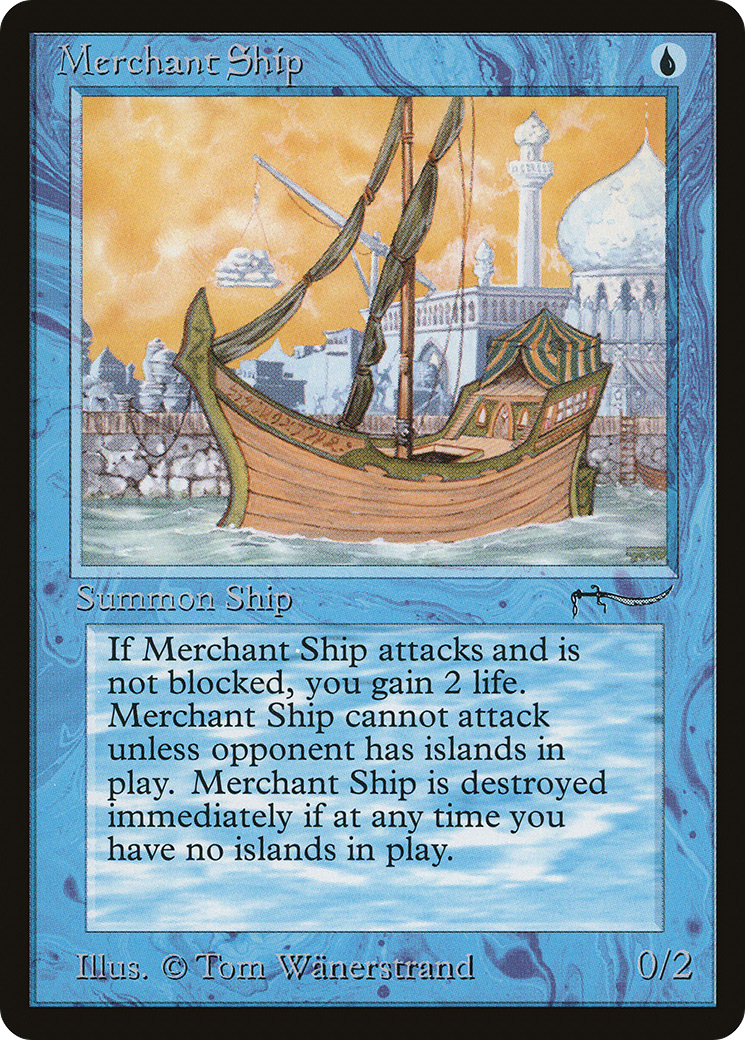 Merchant Ship
Summon Ship
If Merchant Ship attacks and is
not blocked, you gain 2 life.
Merchant Ship cannot attack
unless opponent has islands in
play. Merchant Ship is destroyed
immediately if at any time you
have no islands in play.
Illus. © Tom Wänerstrand
0/2